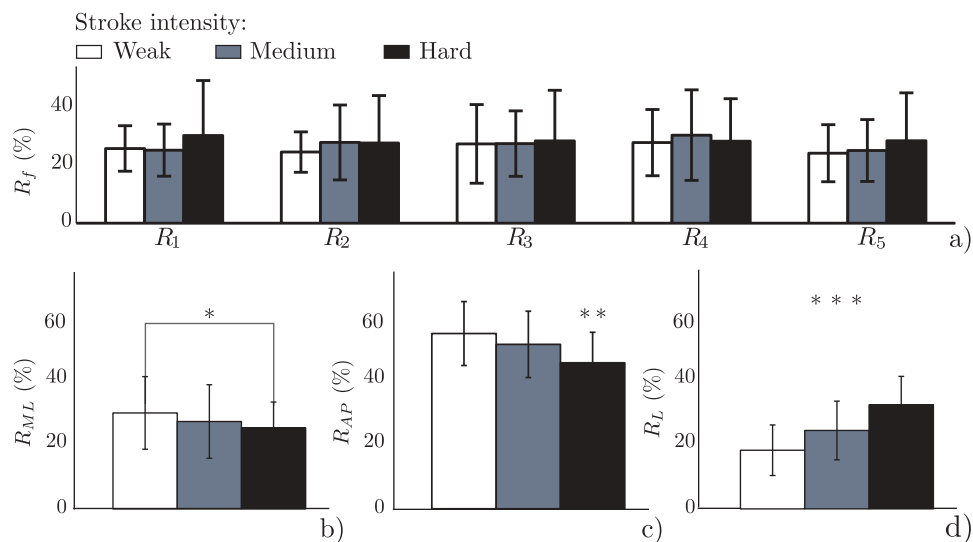 Stroke intensity:
Weak Medium Hard
R_f (%)
40
20
0
R_1 R_2 R_3 R_4 R_5
a)
R_ML (%)
60
40
20
0
*
b)
R_AP (%)
60
40
20
0
* *
c)
R_L (%)
60
40
20
0
* * *
d)